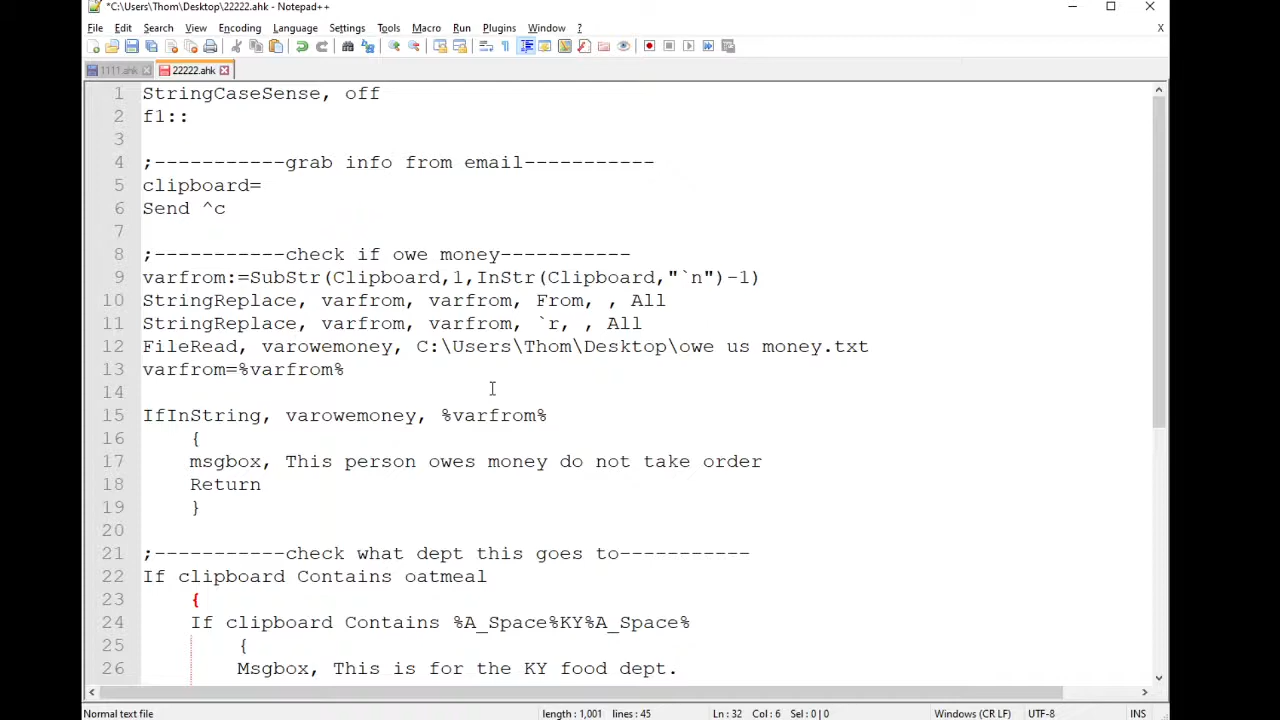 *C:\Users\Thom\Desktop\22222.ahk - Notepad++
File Edit Search View Encoding Language Settings Tools Macro Run Plugins Window ? X
1111.ahk 22222.ahk
1 StringCaseSense, off
2 f1::
3
4 ;-----------grab info from email-----------
5 clipboard=
6 Send ^c
7
8 ;-----------check if owe money-----------
9 varfrom:=SubStr(Clipboard,1,InStr(Clipboard,"`n")-1)
10 StringReplace, varfrom, varfrom, From, , All
11 StringReplace, varfrom, varfrom, `r, , All
12 FileRead, varowemoney, C:\Users\Thom\Desktop\owe us money.txt
13 varfrom=%varfrom%
14
15 IfInString, varowemoney, %varfrom%
16 {
17 msgbox, This person owes money do not take order
18 Return
19 }
20
21 ;-----------check what dept this goes to-----------
22 If clipboard Contains oatmeal
23 {
24 If clipboard Contains %A_Space%KY%A_Space%
25 {
26 Msgbox, This is for the KY food dept.
Normal text file length : 1,001 lines : 45 Ln : 32 Col : 6 Sel : 0 | 0 Windows (CR LF) UTF-8 INS